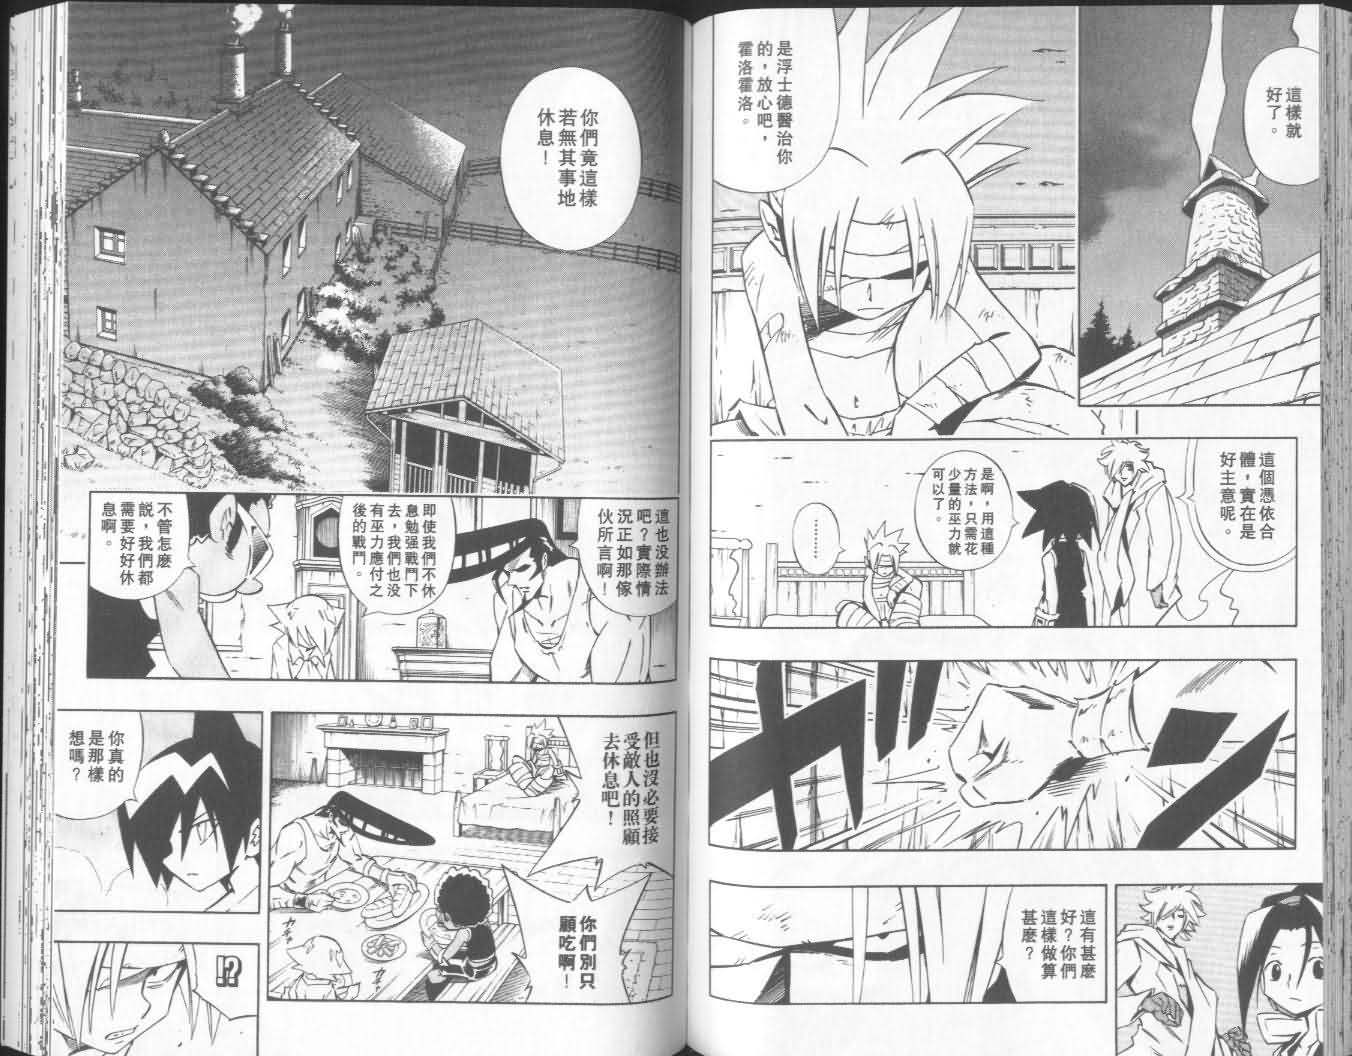 這樣就
好了。
是浮士德醫治你
的，放心吧，
霍洛霍洛。
這個憑依合
體，實在是
好主意呢。
是啊，用這種
方法，只需花
少量的巫力就
可以了。
………
這有甚麼
好？你們
這樣做算
甚麼？
你們竟這樣
若無其事地
休息！
這也没辦法
吧？實際情
況正如那傢
伙所言啊！
即使我們不休
息勉强戰鬥下
去，我們也没
有巫力應付之
後的戰鬥。
不管怎麼
説，我們都
需要好好休
息啊。
但也沒必要接
受敵人的照顧
去休息吧！
你們別只
顧吃啊！
你真的
是那樣
想嗎？
!?